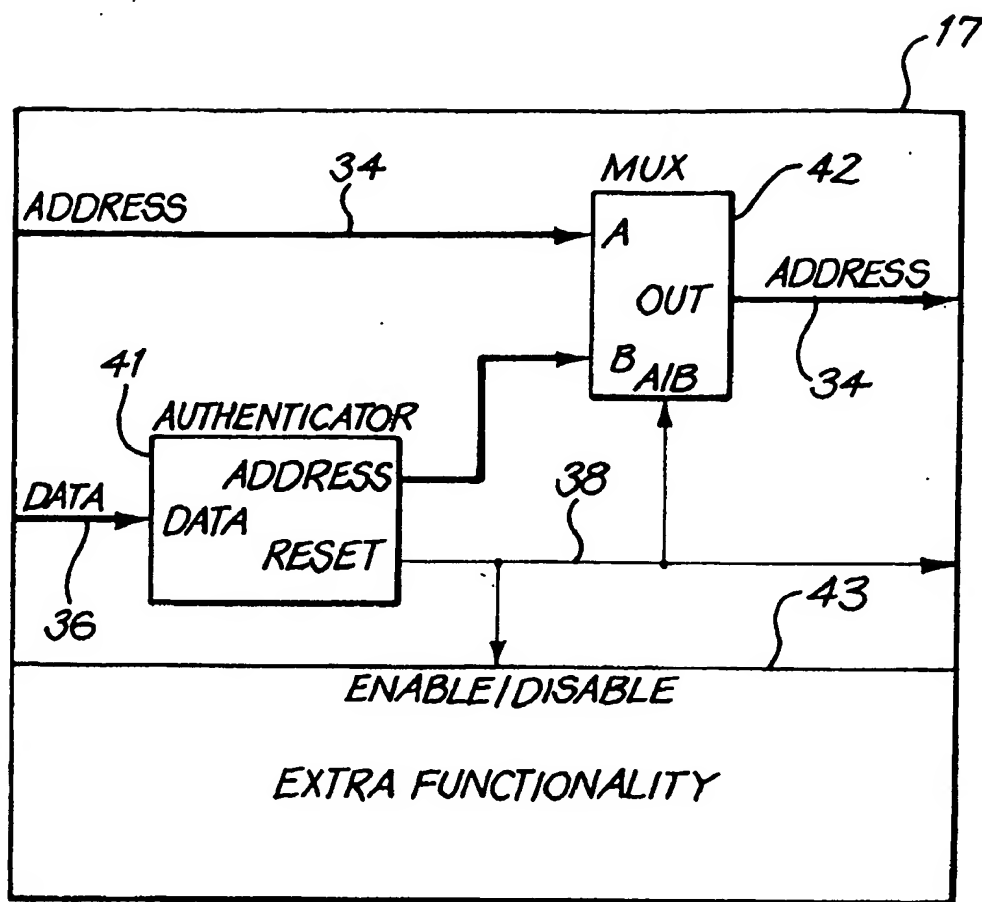 17
34
MUX
42
ADDRESS
A
ADDRESS
OUT
34
B
A/B
41
AUTHENTICATOR
ADDRESS
38
DATA
DATA
RESET
36
43
ENABLE/DISABLE
EXTRA FUNCTIONALITY